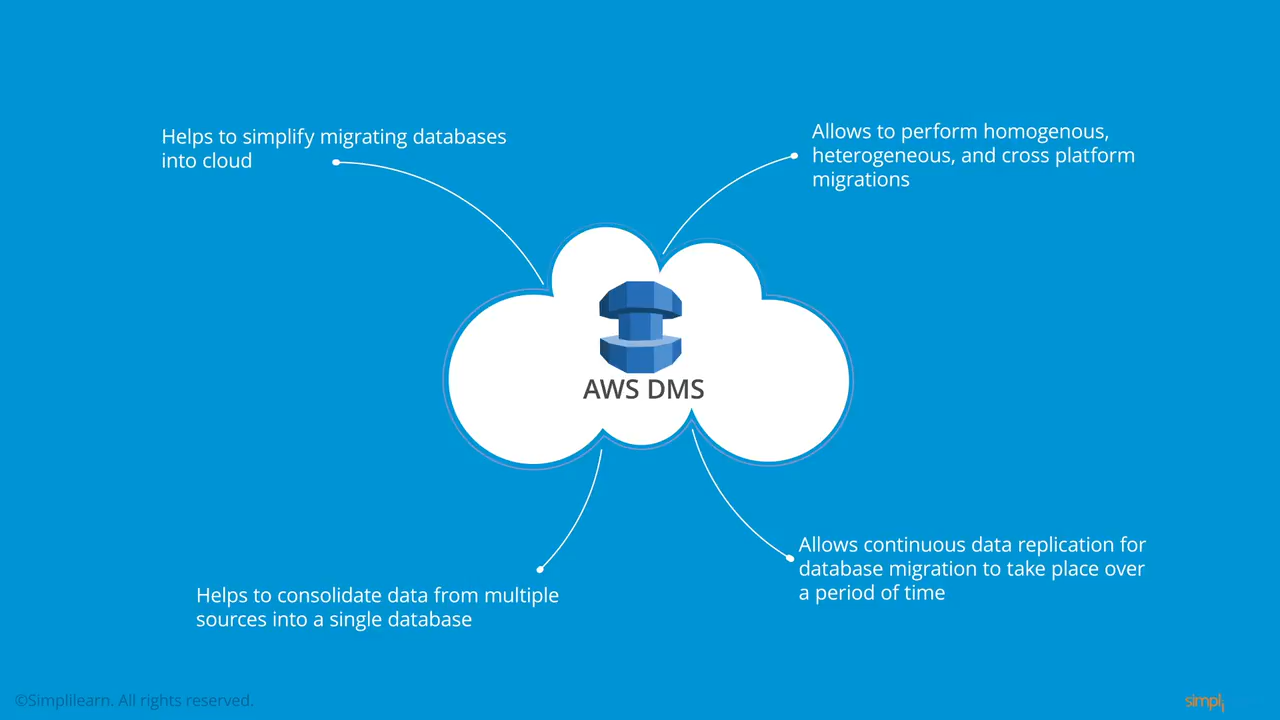 Helps to simplify migrating databases
into cloud
Allows to perform homogenous,
heterogeneous, and cross platform
migrations
AWS DMS
Helps to consolidate data from multiple
sources into a single database
Allows continuous data replication for
database migration to take place over
a period of time
©Simplilearn. All rights reserved.
simpli